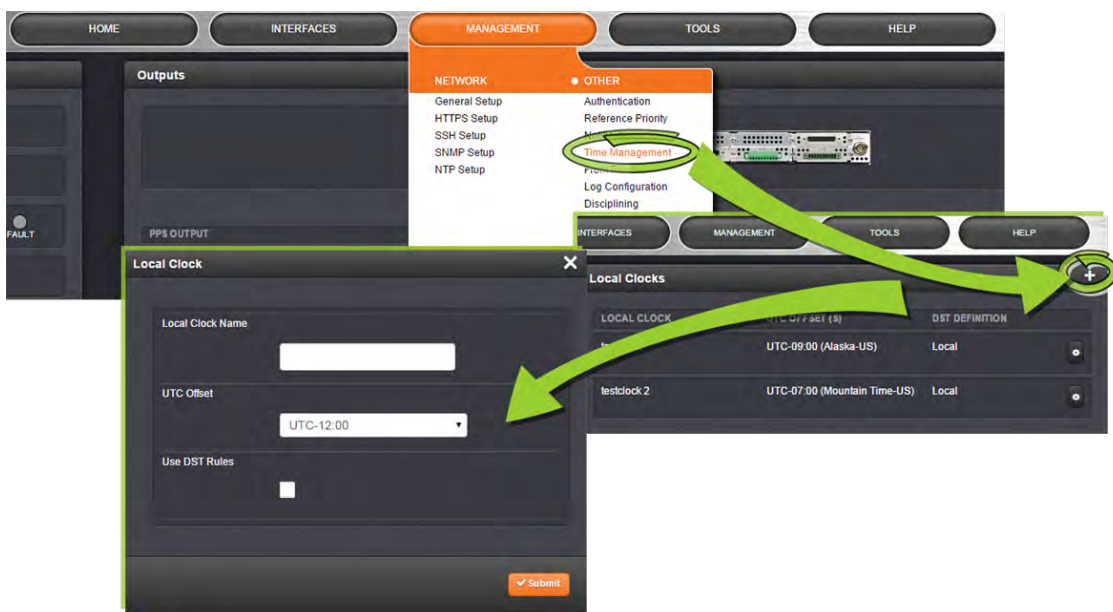 HOME INTERFACES MANAGEMENT TOOLS HELP
Outputs
NETWORK
General Setup
HTTPS Setup
SSH Setup
SNMP Setup
NTP Setup
OTHER
Authentication
Reference Priority
Time Management
Log Configuration
Disciplining
FAULT
PPS OUTPUT
INTERFACES MANAGEMENT TOOLS HELP
Local Clocks
+
LOCAL CLOCK UTC OFFSET (S) DST DEFINITION
UTC-09:00 (Alaska-US) Local
testclock 2 UTC-07:00 (Mountain Time-US) Local
Local Clock
Local Clock Name
UTC Offset
UTC-12:00
Use DST Rules
Submit